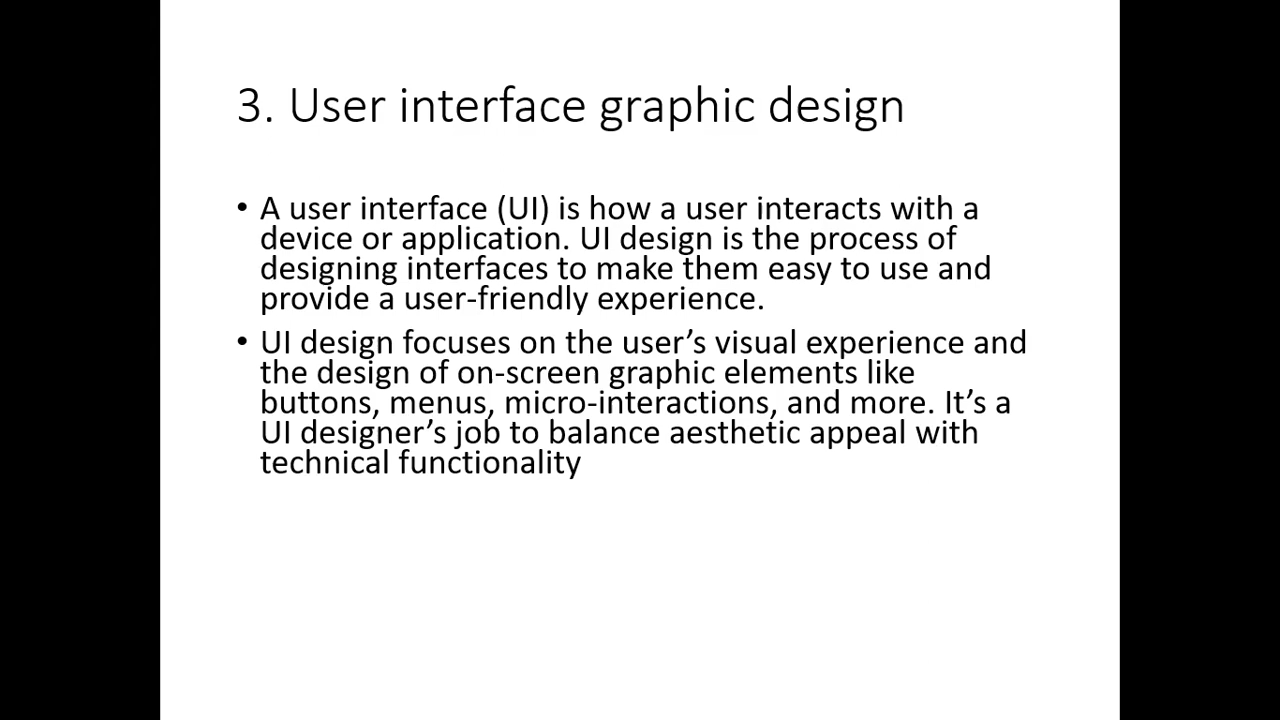 3. User interface graphic design
• A user interface (UI) is how a user interacts with a
device or application. UI design is the process of
designing interfaces to make them easy to use and
provide a user-friendly experience.
• UI design focuses on the user’s visual experience and
the design of on-screen graphic elements like
buttons, menus, micro-interactions, and more. It’s a
UI designer’s job to balance aesthetic appeal with
technical functionality